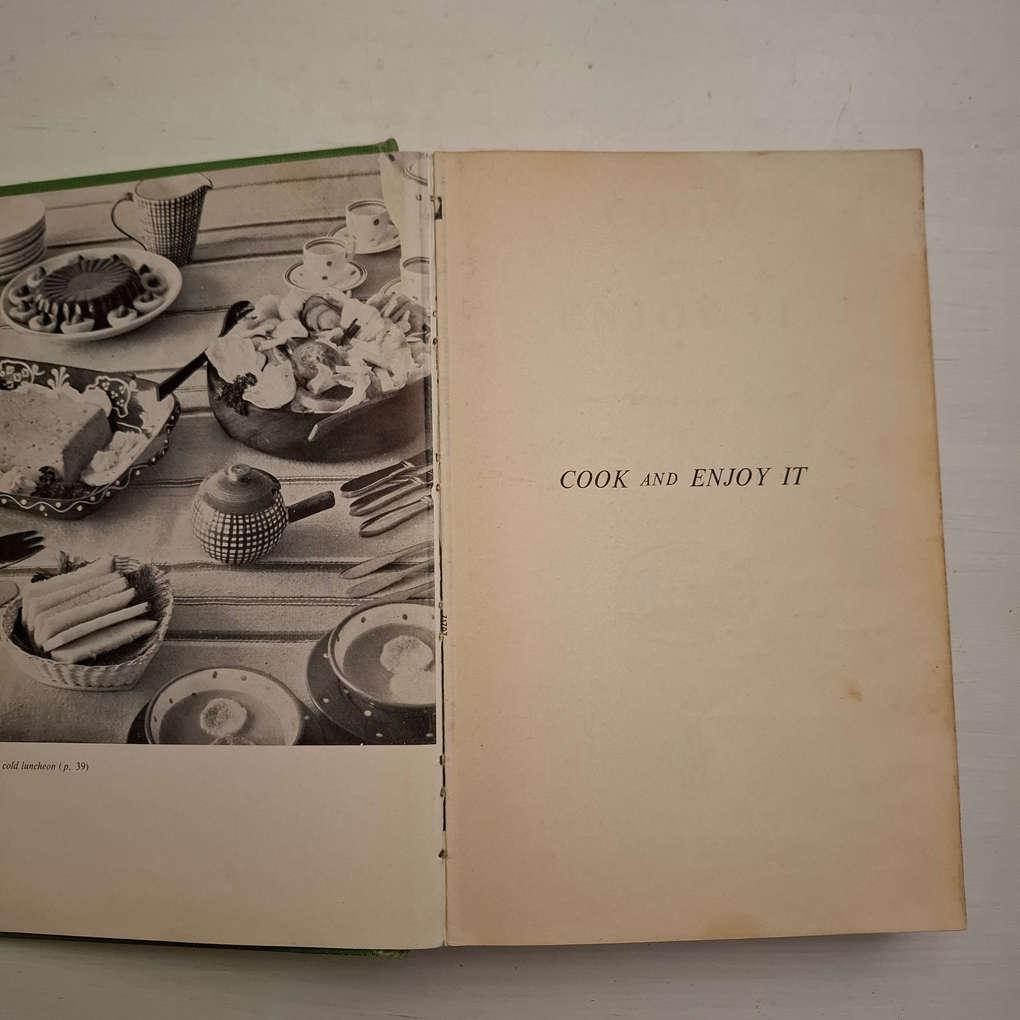 cold luncheon (p. 39)
COOK AND ENJOY IT